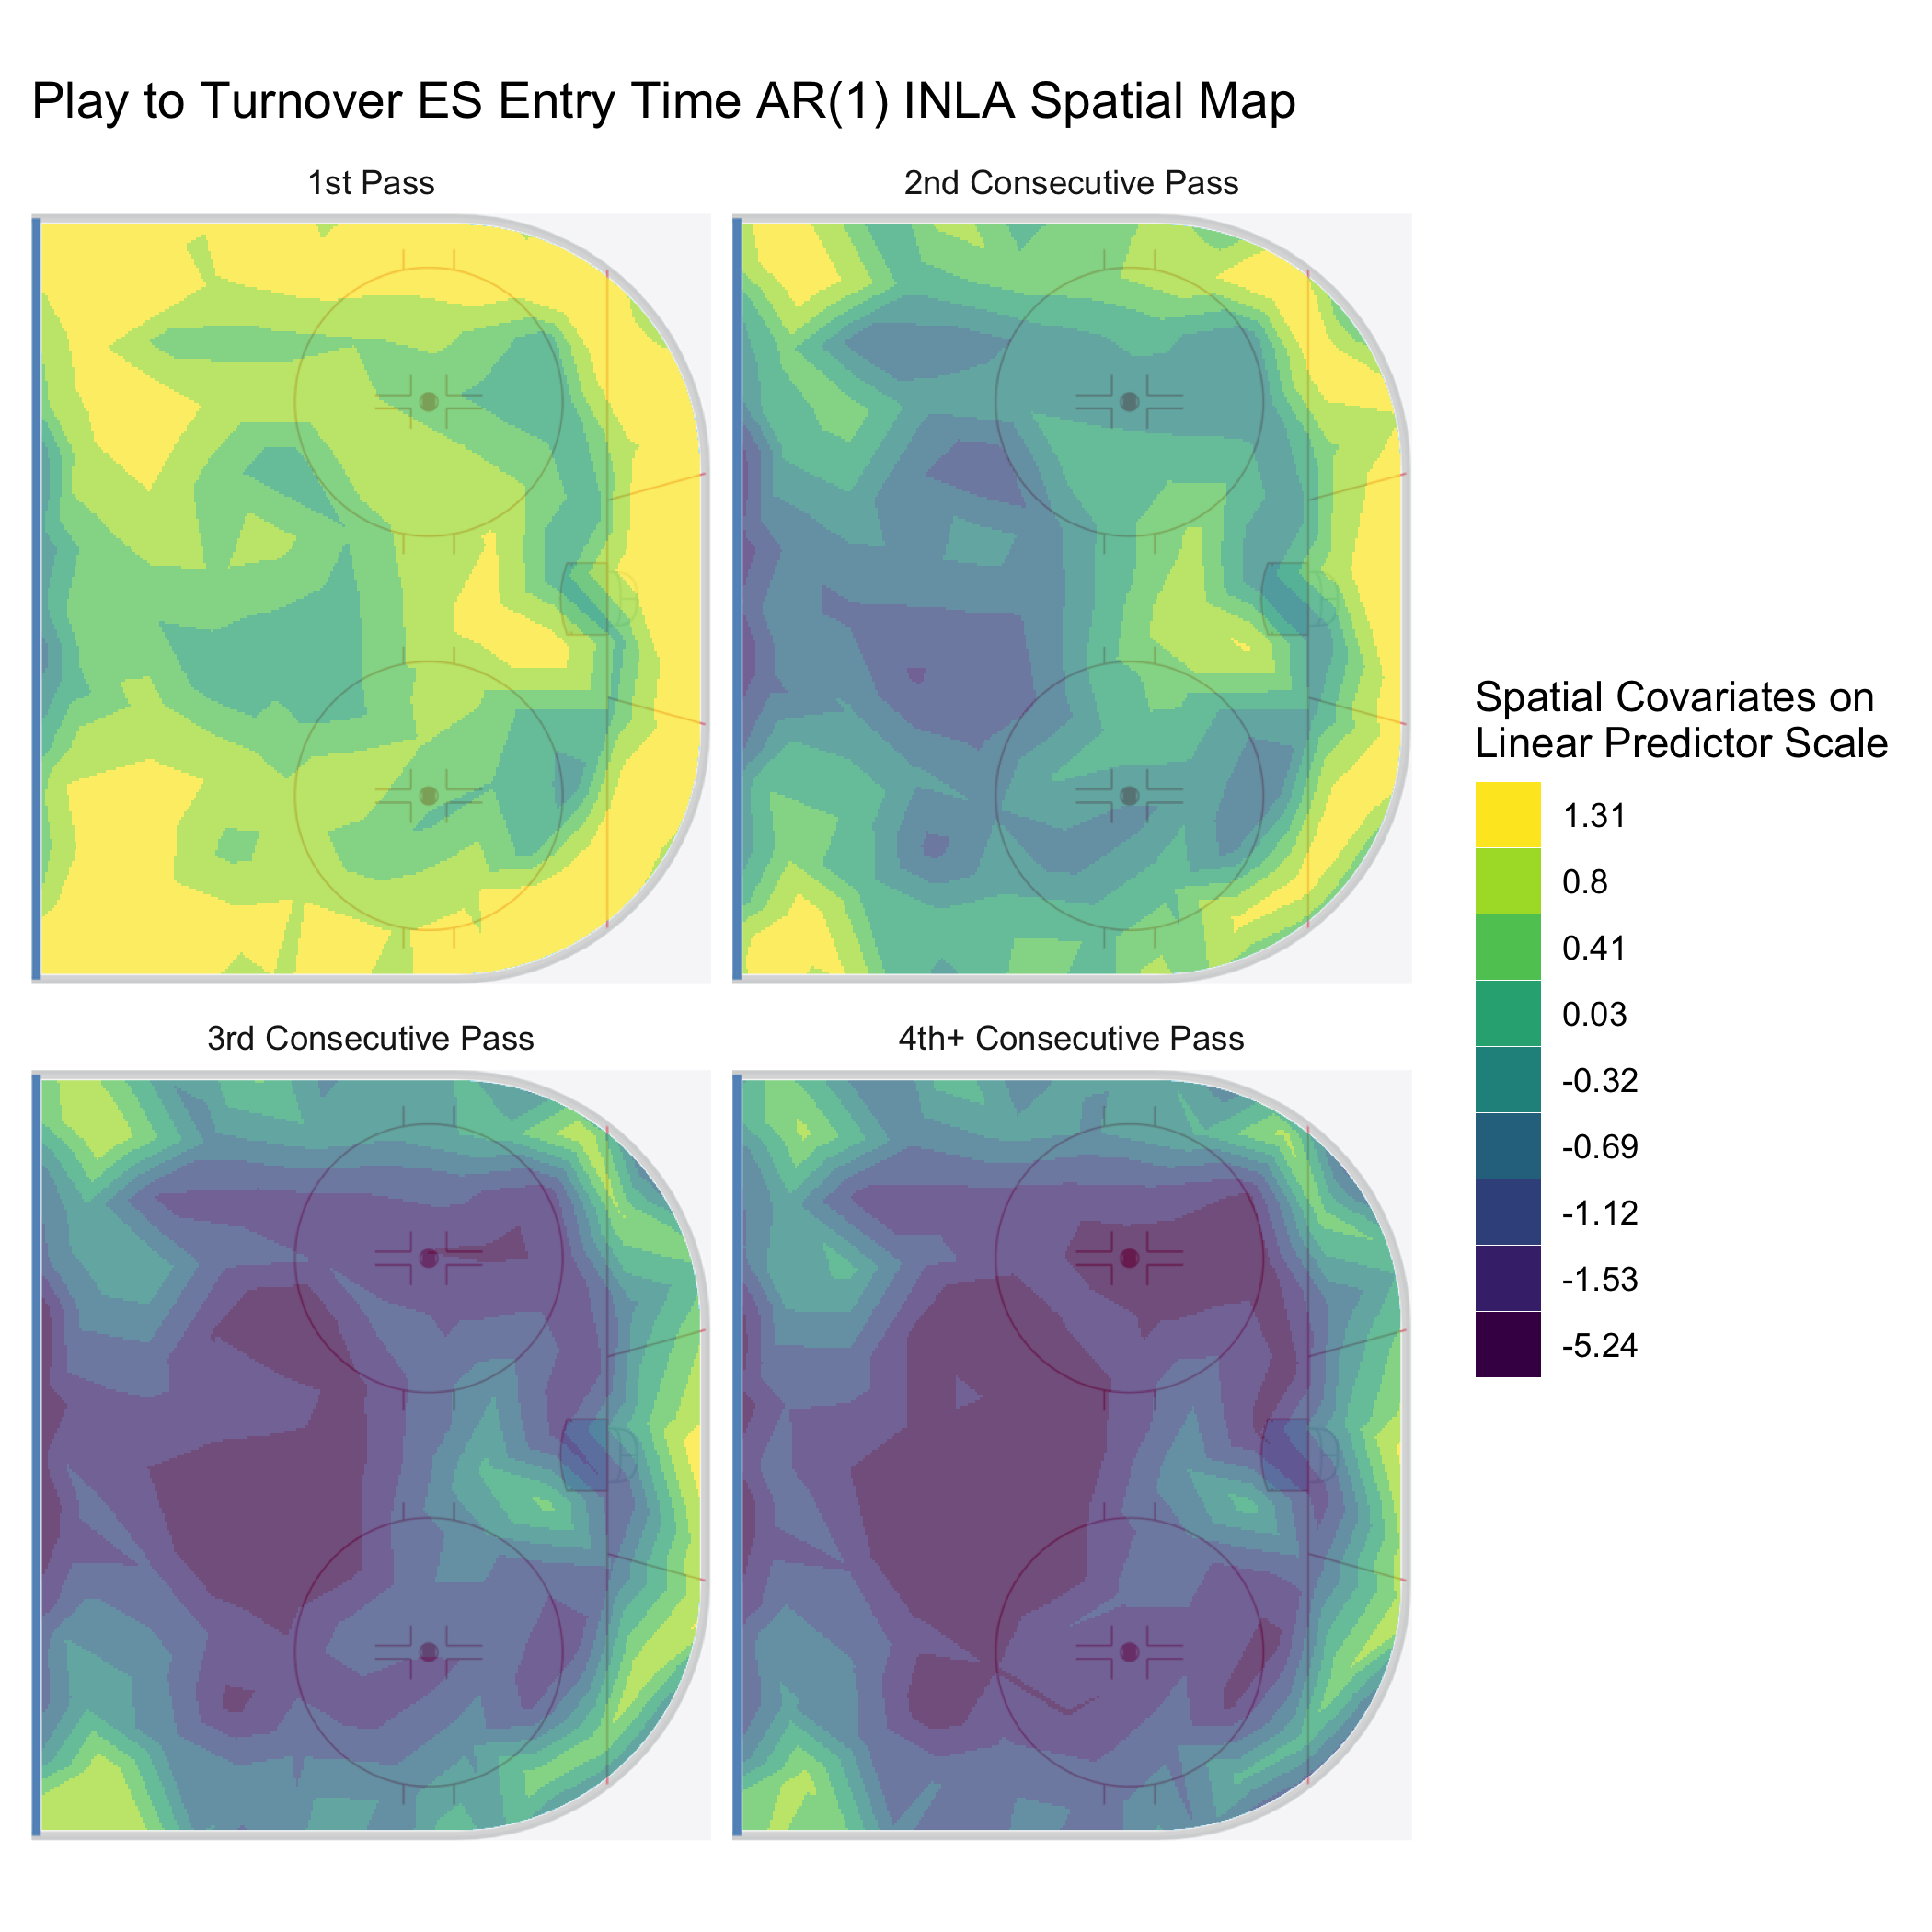 Play to Turnover ES Entry Time AR(1) INLA Spatial Map
1st Pass
2nd Consecutive Pass
3rd Consecutive Pass
4th+ Consecutive Pass
Spatial Covariates on
Linear Predictor Scale
1.31
0.8
0.41
0.03
-0.32
-0.69
-1.12
-1.53
-5.24